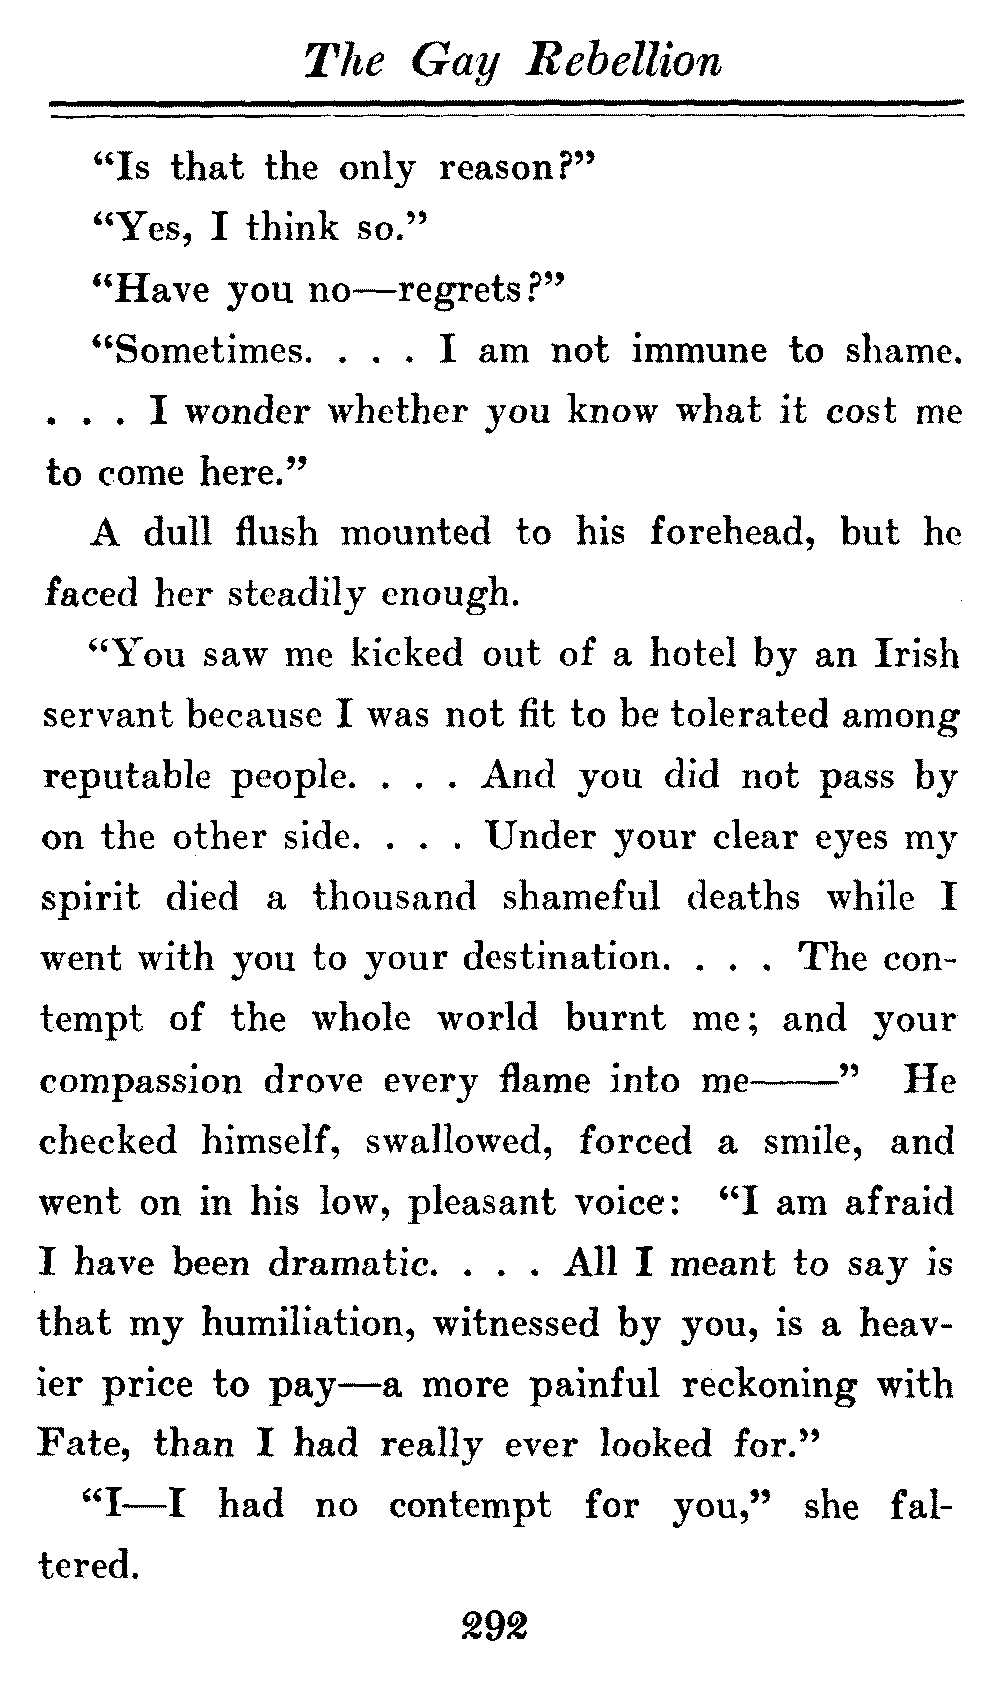 The Gay Rebellion
“Is that the only reason?”
“Yes, I think so.”
“Have you no—regrets?”
“Sometimes. . . . I am not immune to shame.
. . . I wonder whether you know what it cost me
to come here.”
A dull flush mounted to his forehead, but he
faced her steadily enough.
“You saw me kicked out of a hotel by an Irish
servant because I was not fit to be tolerated among
reputable people. . . . And you did not pass by
on the other side. . . . Under your clear eyes my
spirit died a thousand shameful deaths while I
went with you to your destination. . . . The con-
tempt of the whole world burnt me; and your
compassion drove every flame into me——” He
checked himself, swallowed, forced a smile, and
went on in his low, pleasant voice: “I am afraid
I have been dramatic. . . . All I meant to say is
that my humiliation, witnessed by you, is a heav-
ier price to pay—a more painful reckoning with
Fate, than I had really ever looked for.”
“I—I had no contempt for you,” she fal-
tered.
292